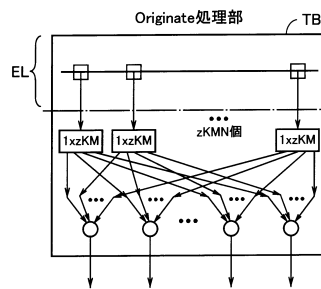 Originate処理部
TB
EL
•••
zKMN個
1xzKM 1xzKM 1xzKM
••• ••• ••• •••
•••